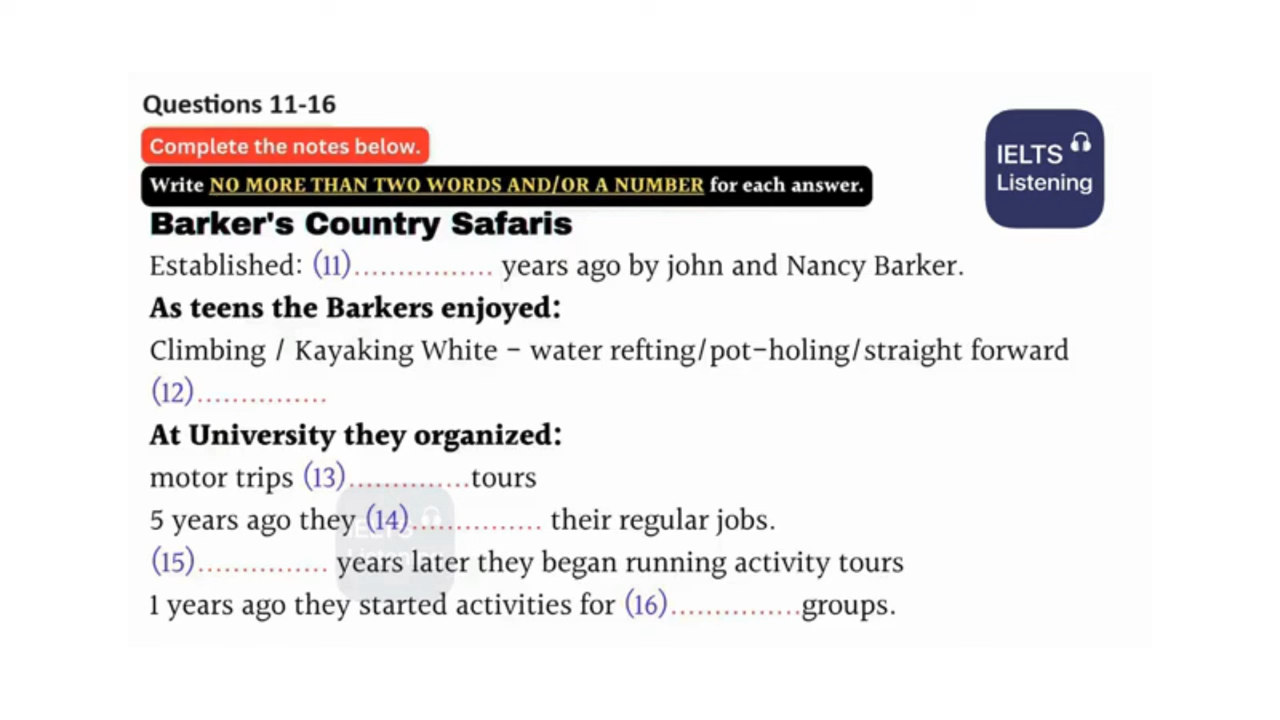 Questions 11-16
Complete the notes below.
Write NO MORE THAN TWO WORDS AND/OR A NUMBER for each answer.
IELTS
Listening
Barker's Country Safaris
Established: (11)................ years ago by john and Nancy Barker.
As teens the Barkers enjoyed:
Climbing / Kayaking White – water refting/pot-holing/straight forward
(12)...............
At University they organized:
motor trips (13)..............tours
5 years ago they (14)............... their regular jobs.
(15)............... years later they began running activity tours
1 years ago they started activities for (16)...............groups.
IELTS
Listening